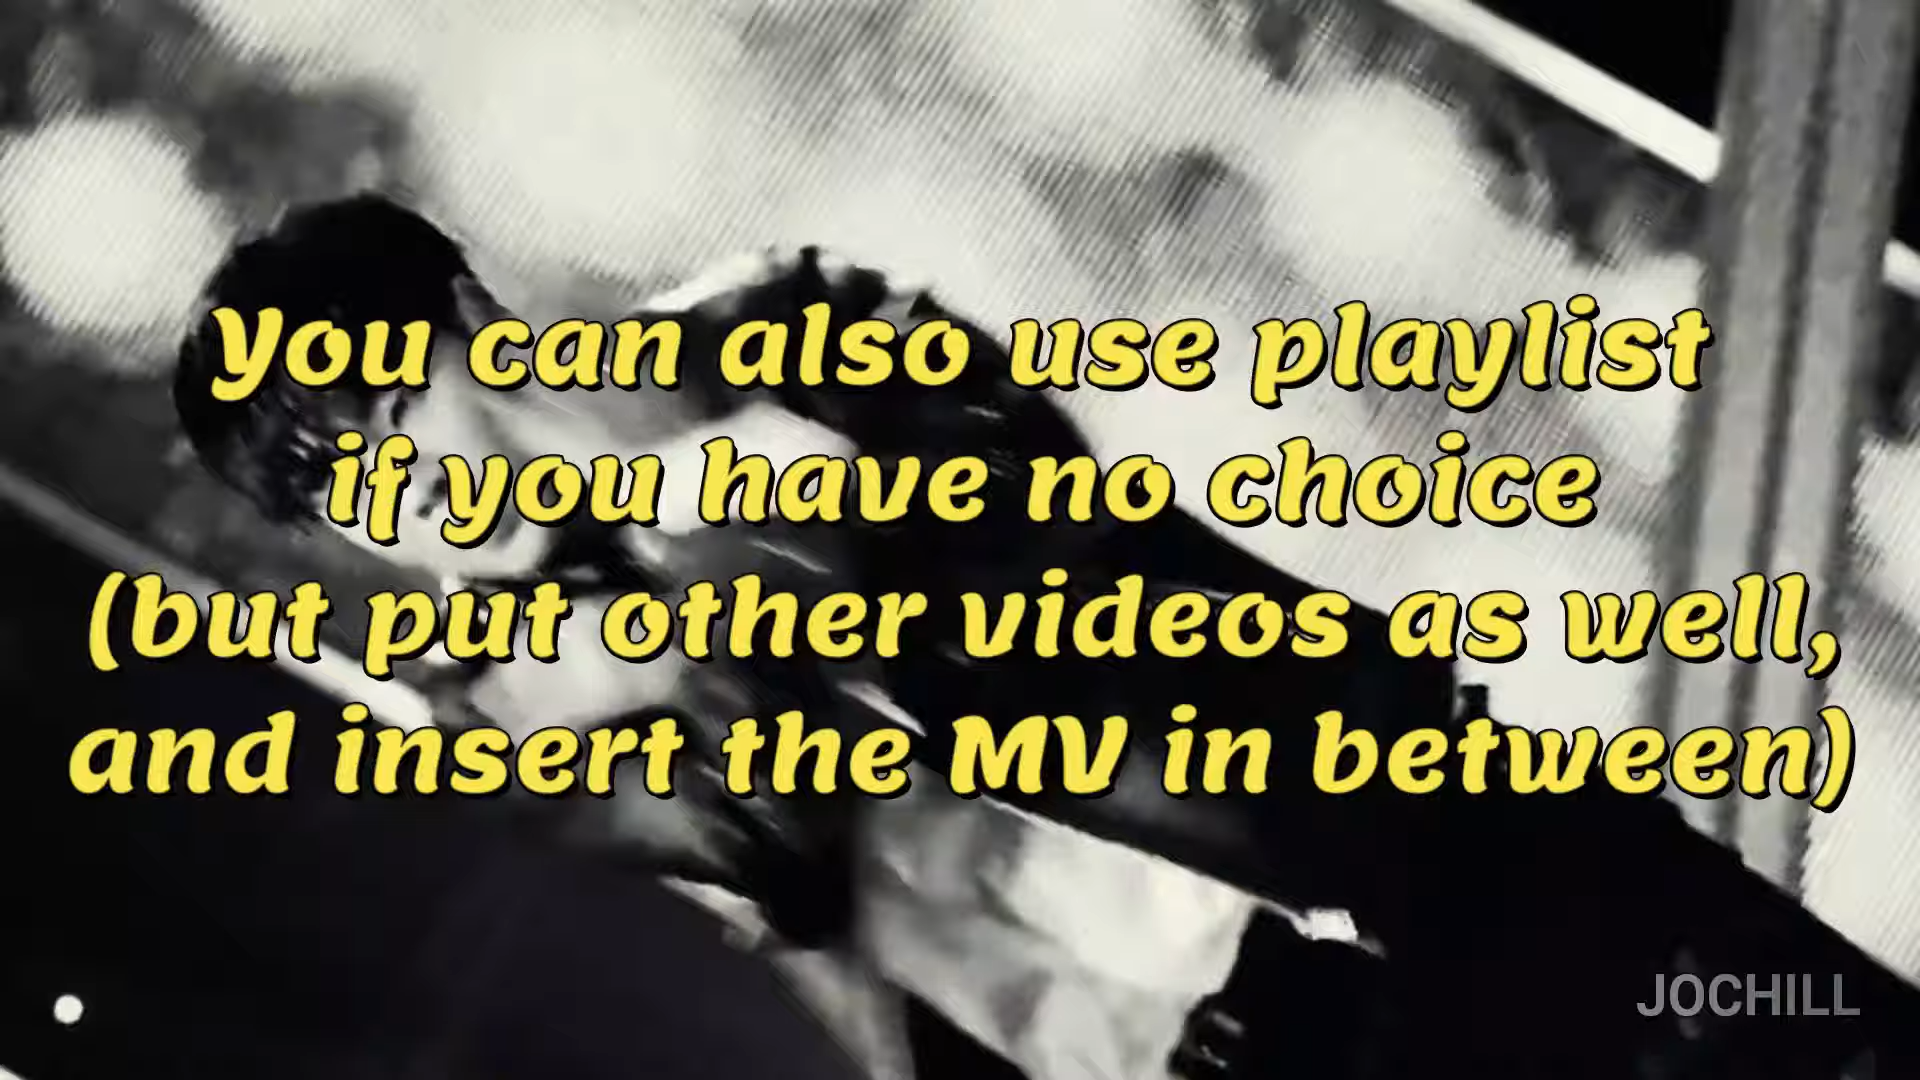 You can also use playlist
if you have no choice
(but put other videos as well,
and insert the MV in between)
JOCHILL